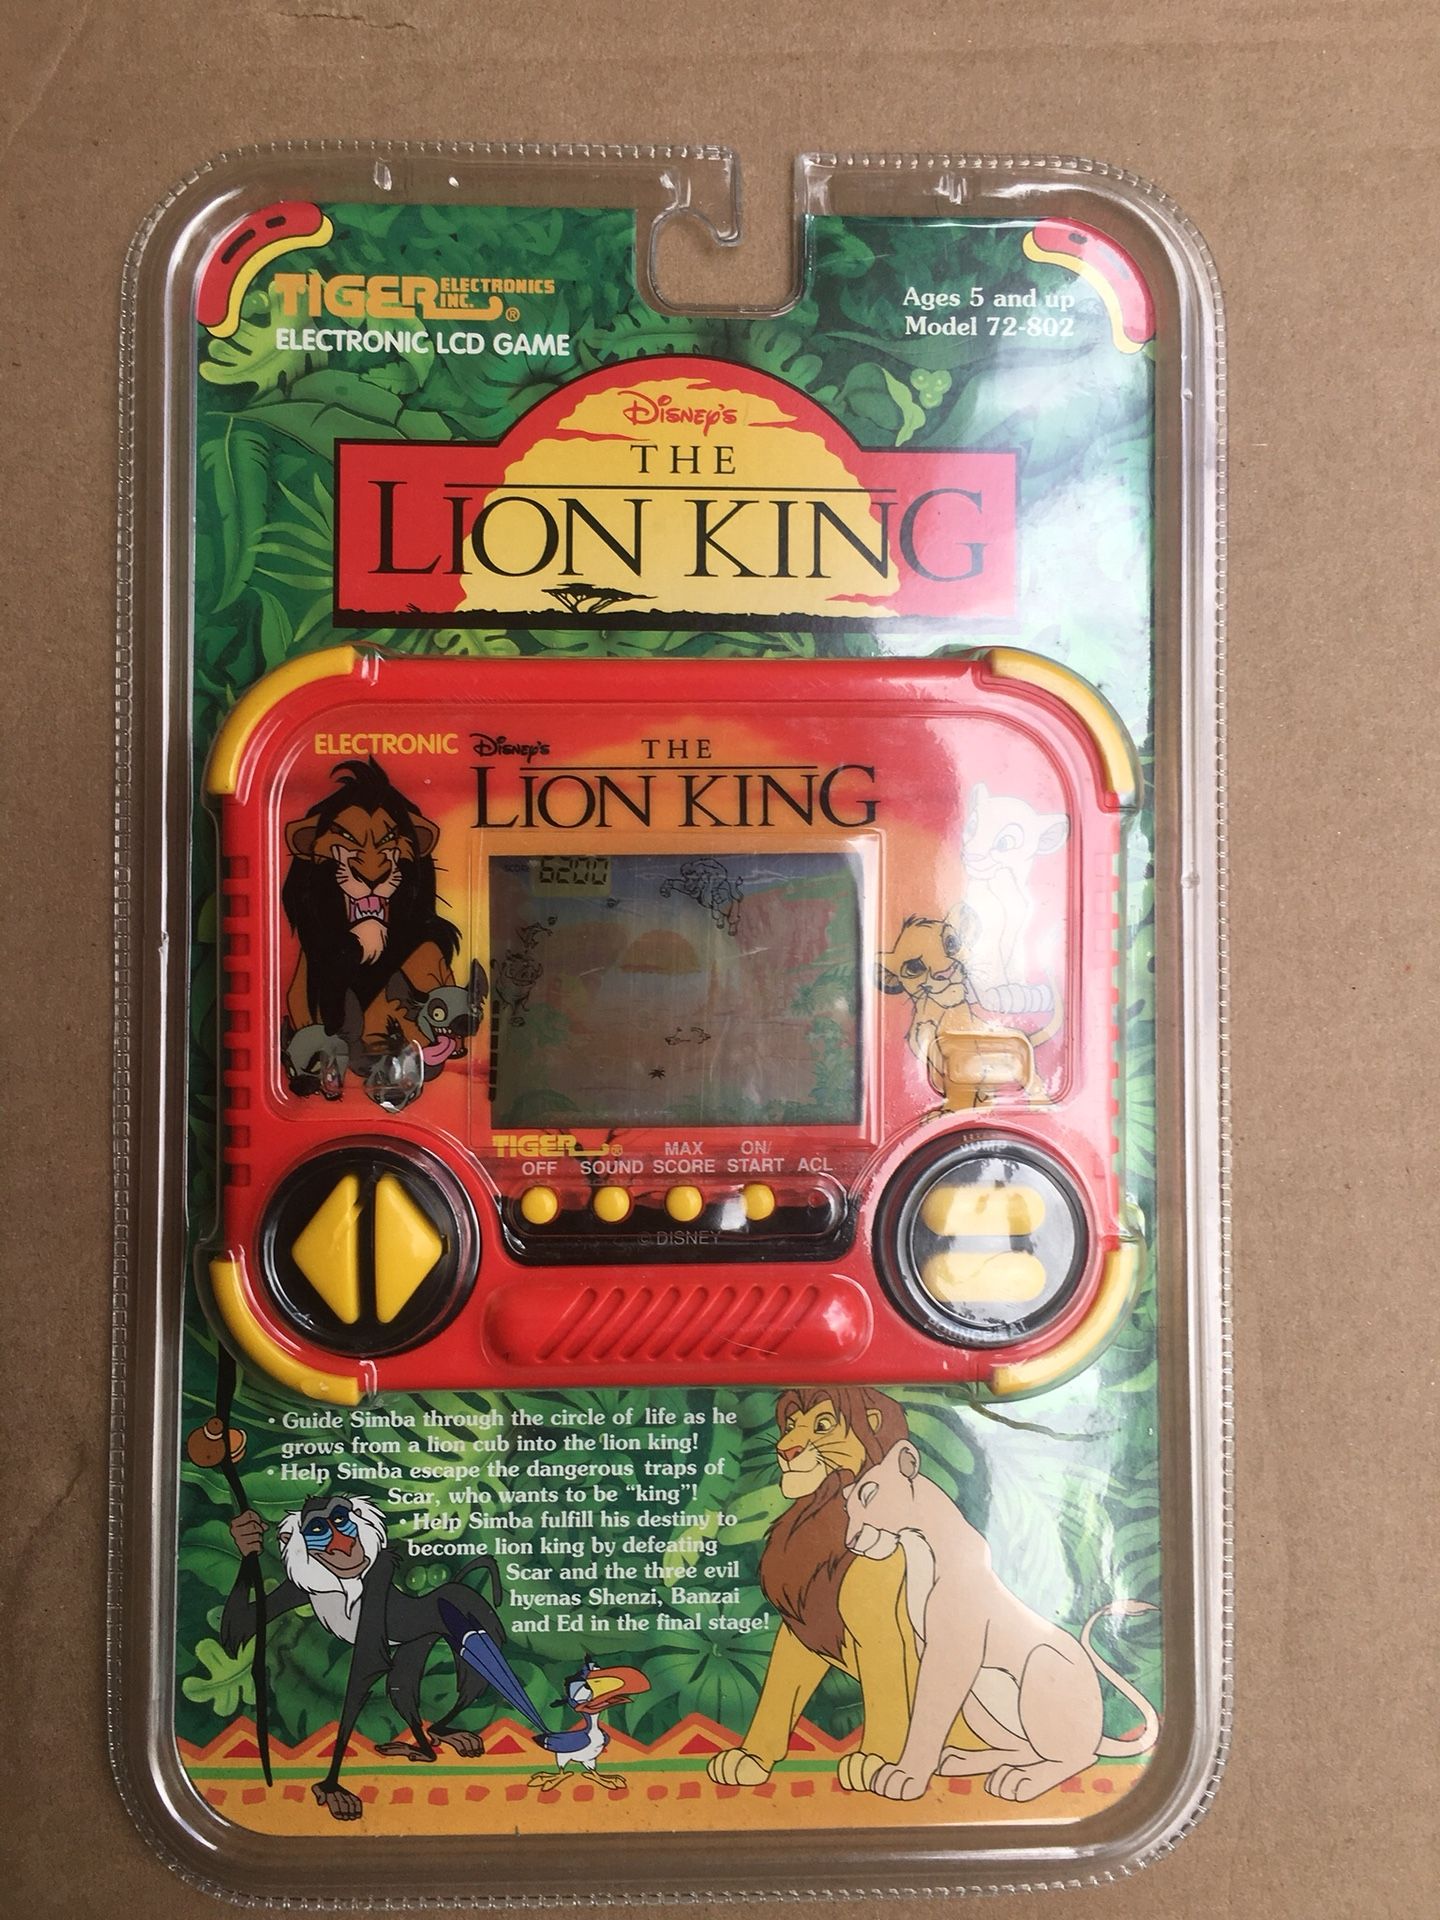 TIGER ELECTRONICS INC.®
ELECTRONIC LCD GAME
Ages 5 and up
Model 72-802
Disney's
THE
LION KING
ELECTRONIC Disney's THE
LION KING
SCORE 6200
TIGER®
OFF SOUND MAX SCORE ON/START ACL
JUMP
© DISNEY
• Guide Simba through the circle of life as he
grows from a lion cub into the lion king!
• Help Simba escape the dangerous traps of
Scar, who wants to be "king"!
• Help Simba fulfill his destiny to
become lion king by defeating
Scar and the three evil
hyenas Shenzi, Banzai
and Ed in the final stage!